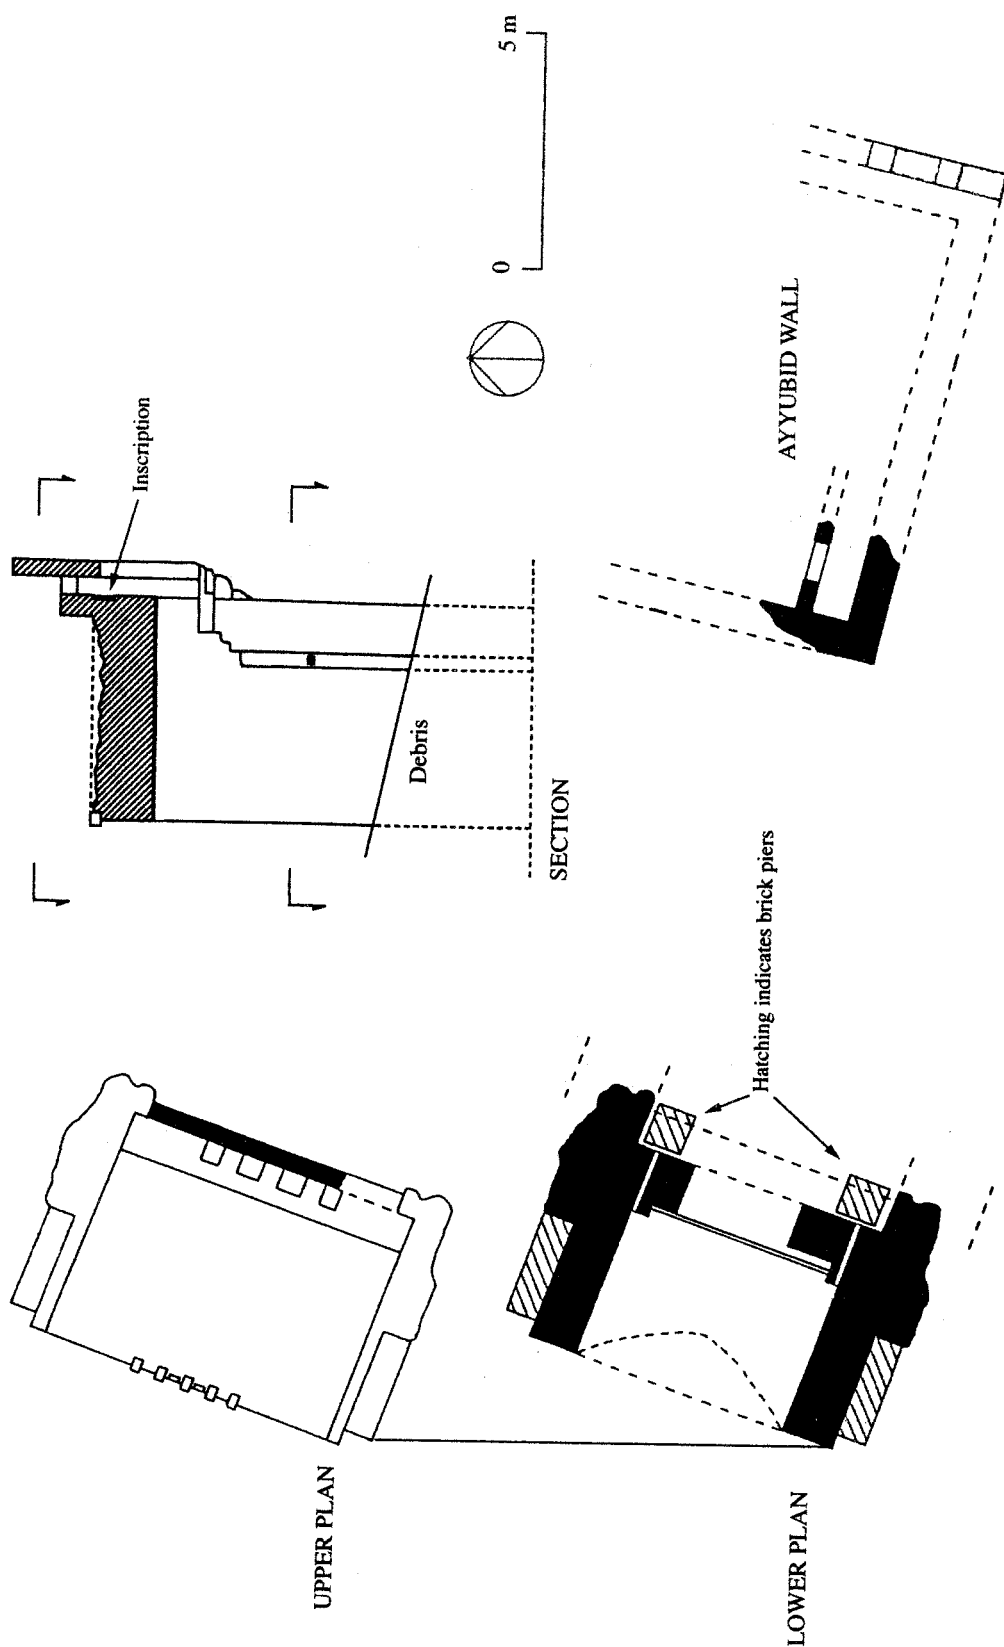 UPPER PLAN
Inscription
Debris
SECTION
0
5 m
LOWER PLAN
Hatching indicates brick piers
AYYUBID WALL